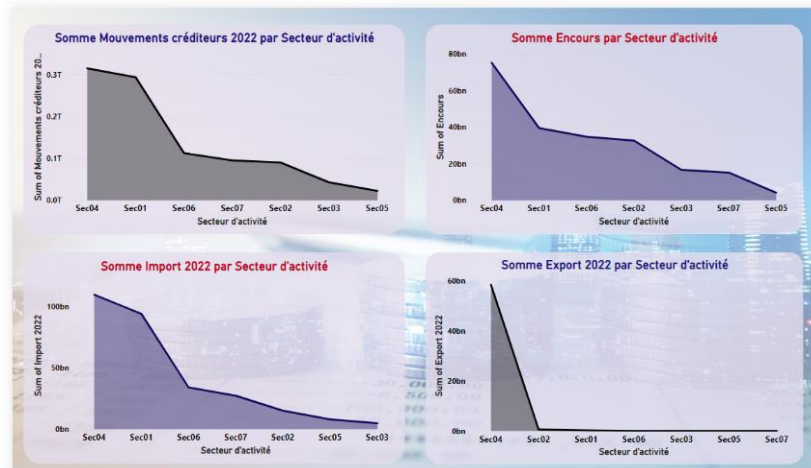 Somme Mouvements créditeurs 2022 par Secteur d'activité
Sum of Mouvements créditeurs 20...
0.3T
0.2T
0.1T
0.0T
Sec04 Sec01 Sec06 Sec07 Sec02 Sec03 Sec05
Secteur d'activité
Somme Encours par Secteur d'activité
Sum of Encours
80bn
60bn
40bn
20bn
0bn
Sec04 Sec01 Sec06 Sec02 Sec03 Sec07 Sec05
Secteur d'activité
Somme Import 2022 par Secteur d'activité
Sum of Import 2022
100bn
50bn
0bn
Sec04 Sec01 Sec06 Sec07 Sec02 Sec05 Sec03
Secteur d'activité
Somme Export 2022 par Secteur d'activité
Sum of Export 2022
60bn
40bn
20bn
0bn
Sec04 Sec02 Sec01 Sec06 Sec03 Sec05 Sec07
Secteur d'activité